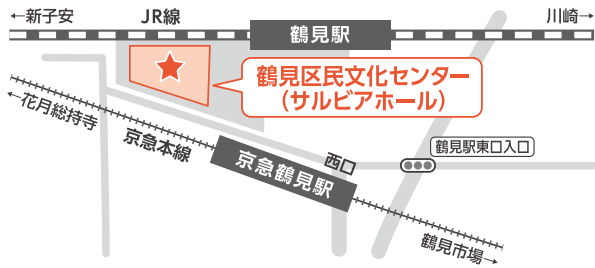 ←新子安
JR線
鶴見駅
川崎→
鶴見区民文化センター
（サルビアホール）
←花月総持寺
京急本線
京急鶴見駅
西口
鶴見駅東口入口
鶴見市場→